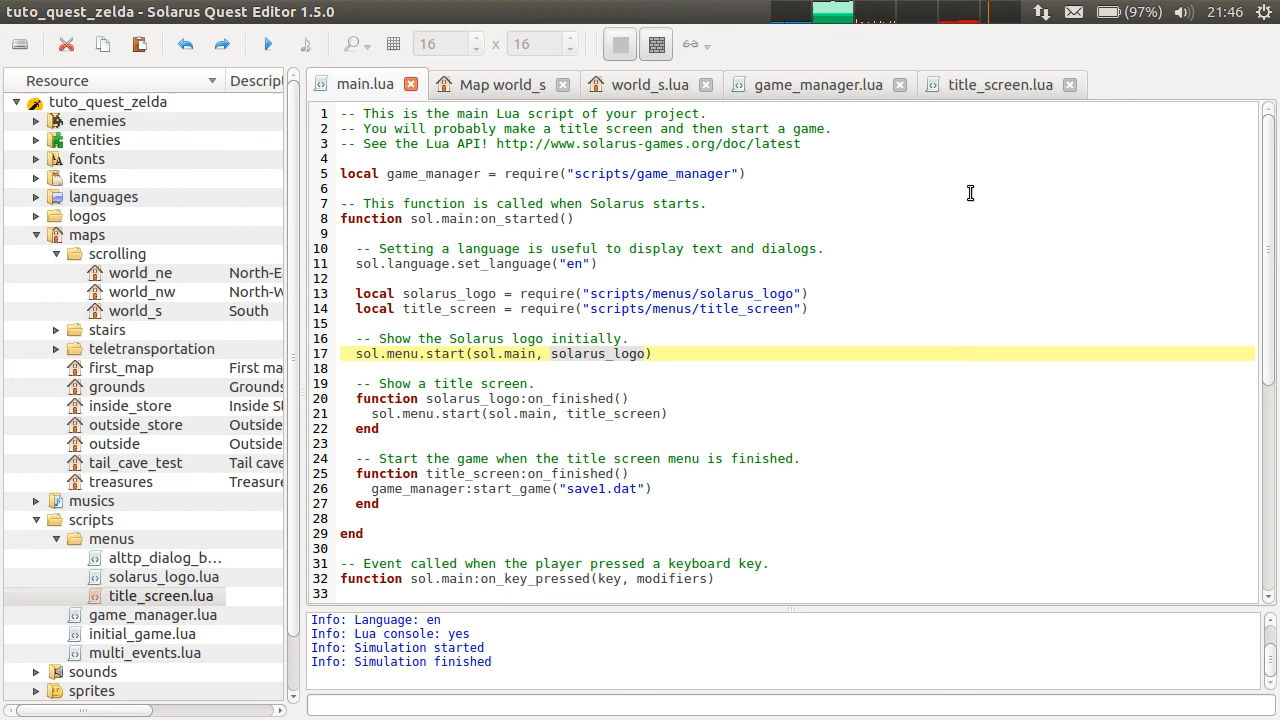 tuto_quest_zelda - Solarus Quest Editor 1.5.0
(97%) 21:46
16 x 16
Resource Descrip
tuto_quest_zelda
enemies
entities
fonts
items
languages
logos
maps
scrolling
world_ne North-E
world_nw North-W
world_s South
stairs
teletransportation
first_map First ma
grounds Grounds
inside_store Inside S
outside_store Outside
outside Outside
tail_cave_test Tail cave
treasures Treasure
musics
scripts
menus
alttp_dialog_b...
solarus_logo.lua
title_screen.lua
game_manager.lua
initial_game.lua
multi_events.lua
sounds
sprites
main.lua Map world_s world_s.lua game_manager.lua title_screen.lua
1 -- This is the main Lua script of your project.
2 -- You will probably make a title screen and then start a game.
3 -- See the Lua API! http://www.solarus-games.org/doc/latest
4
5 local game_manager = require("scripts/game_manager")
6
7 -- This function is called when Solarus starts.
8 function sol.main:on_started()
9
10 -- Setting a language is useful to display text and dialogs.
11 sol.language.set_language("en")
12
13 local solarus_logo = require("scripts/menus/solarus_logo")
14 local title_screen = require("scripts/menus/title_screen")
15
16 -- Show the Solarus logo initially.
17 sol.menu.start(sol.main, solarus_logo)
18
19 -- Show a title screen.
20 function solarus_logo:on_finished()
21 sol.menu.start(sol.main, title_screen)
22 end
23
24 -- Start the game when the title screen menu is finished.
25 function title_screen:on_finished()
26 game_manager:start_game("save1.dat")
27 end
28
29 end
30
31 -- Event called when the player pressed a keyboard key.
32 function sol.main:on_key_pressed(key, modifiers)
33
Info: Language: en
Info: Lua console: yes
Info: Simulation started
Info: Simulation finished